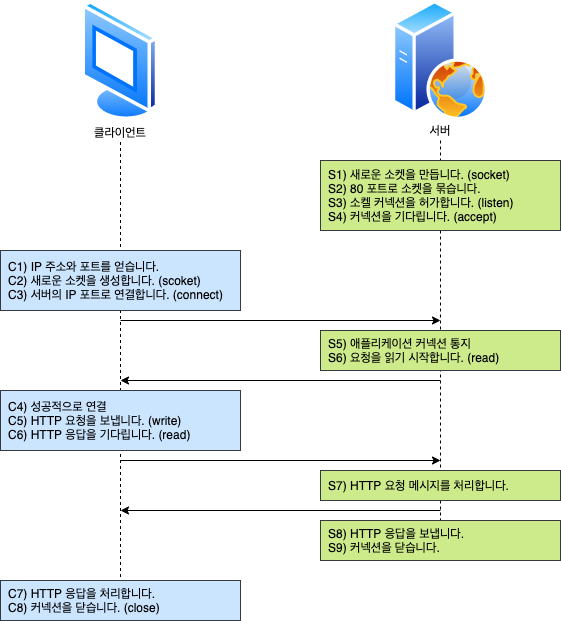 클라이언트
서버
S1) 새로운 소켓을 만듭니다. (socket)
S2) 80 포트로 소켓을 묶습니다.
S3) 소켈 커넥션을 허가합니다. (listen)
S4) 커넥션을 기다립니다. (accept)
C1) IP 주소와 포트를 얻습니다.
C2) 새로운 소켓을 생성합니다. (scoket)
C3) 서버의 IP 포트로 연결합니다. (connect)
S5) 애플리케이션 커넥션 통지
S6) 요청을 읽기 시작합니다. (read)
C4) 성공적으로 연결
C5) HTTP 요청을 보냅니다. (write)
C6) HTTP 응답을 기다립니다. (read)
S7) HTTP 요청 메시지를 처리합니다.
S8) HTTP 응답을 보냅니다.
S9) 커넥션을 닫습니다.
C7) HTTP 응답을 처리합니다.
C8) 커넥션을 닫습니다. (close)